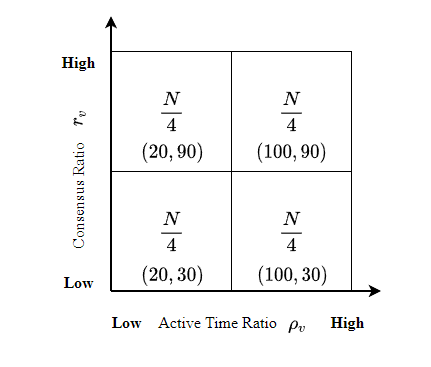 High
N/4 N/4
(20, 90) (100, 90)
Consensus Ratio r_v
N/4 N/4
(20, 30) (100, 30)
Low
Low Active Time Ratio ρ_v High